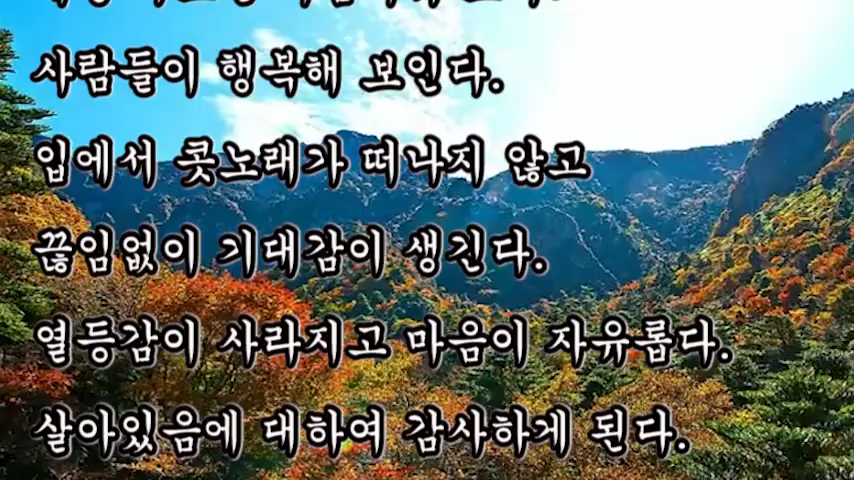 사람들이 행복해 보인다.
입에서 콧노래가 떠나지 않고
끊임없이 기대감이 생긴다.
열등감이 사라지고 마음이 자유롭다.
살아있음에 대하여 감사하게 된다.